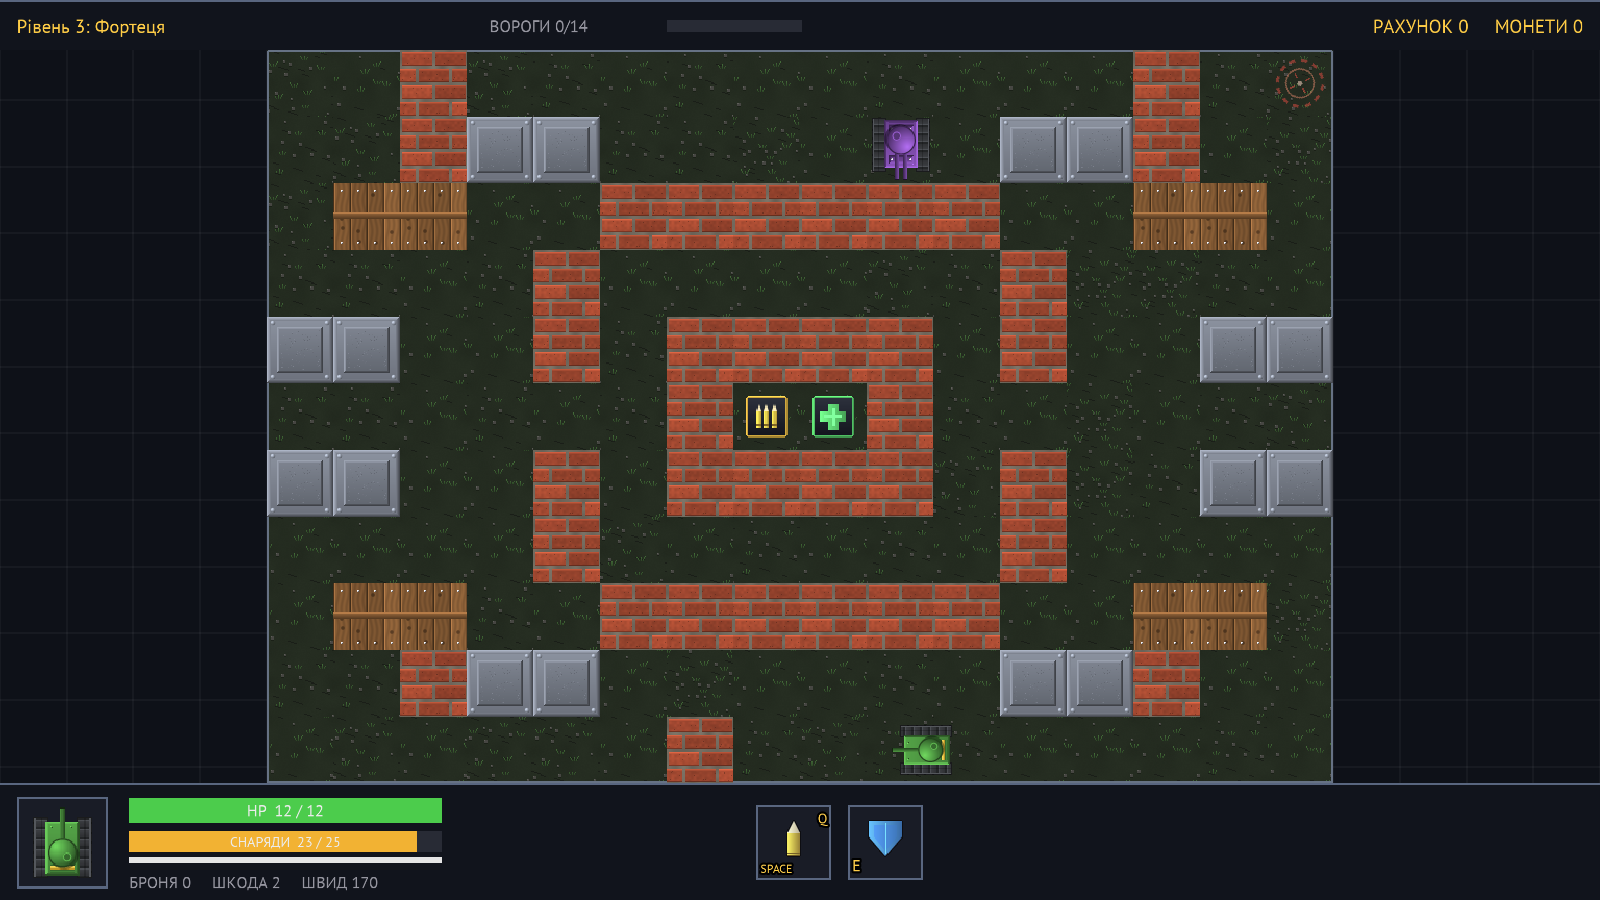 Рівень 3: Фортеця
ВОРОГИ 0/14
РАХУНОК 0
МОНЕТИ 0
HP 12 / 12
СНАРЯДИ 23 / 25
БРОНЯ 0
ШКОДА 2
ШВИД 170
Q
SPACE
E